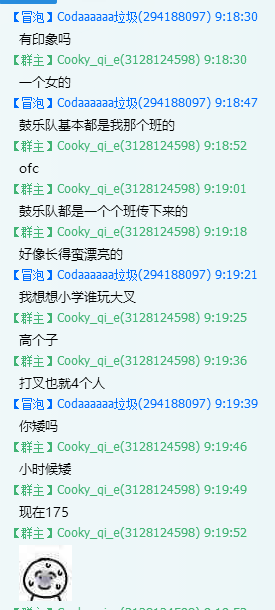 【冒泡】Codaaaaaa垃圾(294188097) 9:18:30
有印象吗
【群主】Cooky_qi_e(3128124598) 9:18:30
一个女的
【冒泡】Codaaaaaa垃圾(294188097) 9:18:47
鼓乐队基本都是我那个班的
【群主】Cooky_qi_e(3128124598) 9:18:52
ofc
【群主】Cooky_qi_e(3128124598) 9:19:01
鼓乐队都是一个个班传下来的
【群主】Cooky_qi_e(3128124598) 9:19:18
好像长得蛮漂亮的
【冒泡】Codaaaaaa垃圾(294188097) 9:19:21
我想想小学谁玩大叉
【群主】Cooky_qi_e(3128124598) 9:19:25
高个子
【群主】Cooky_qi_e(3128124598) 9:19:36
打叉也就4个人
【冒泡】Codaaaaaa垃圾(294188097) 9:19:39
你矮吗
【群主】Cooky_qi_e(3128124598) 9:19:46
小时候矮
【群主】Cooky_qi_e(3128124598) 9:19:49
现在175
【群主】Cooky_qi_e(3128124598) 9:19:52